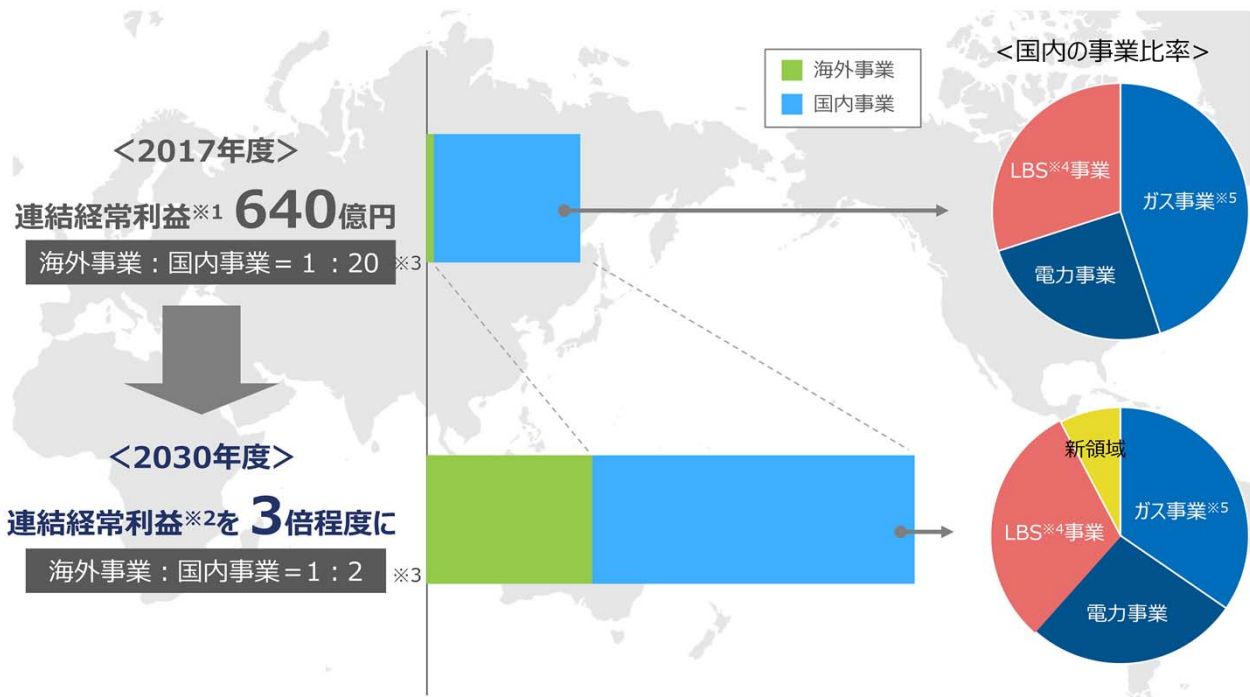 海外事業
国内事業
<国内の事業比率>
<2017年度>
連結経常利益※1 640億円
海外事業：国内事業＝1：20 ※3
LBS※4事業
ガス事業※5
電力事業
<2030年度>
連結経常利益※2を 3倍程度に
海外事業：国内事業＝1：2 ※3
新領域
ガス事業※5
LBS※4事業
電力事業